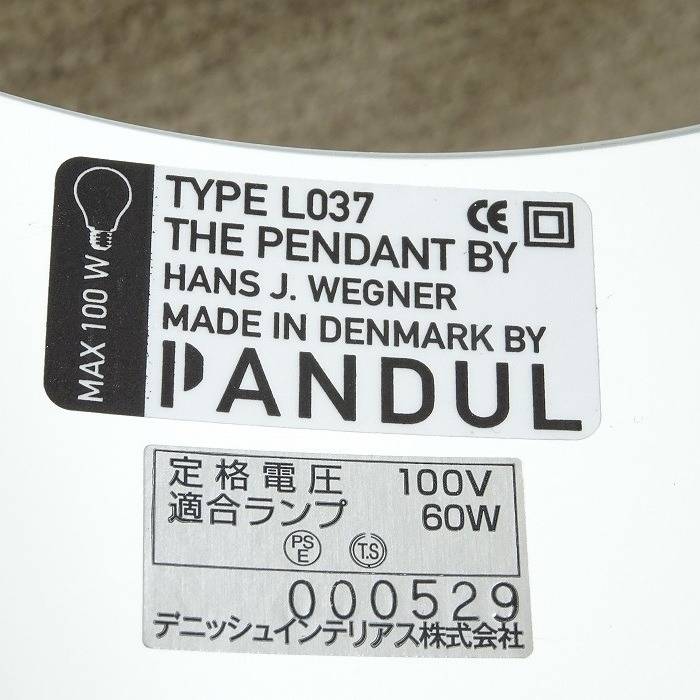 MAX 100 W
TYPE L037
CE
THE PENDANT BY
HANS J. WEGNER
MADE IN DENMARK BY
PANDUL
定格電圧 100V
適合ランプ 60W
PSE T.S
000529
デニッシュインテリアス株式会社